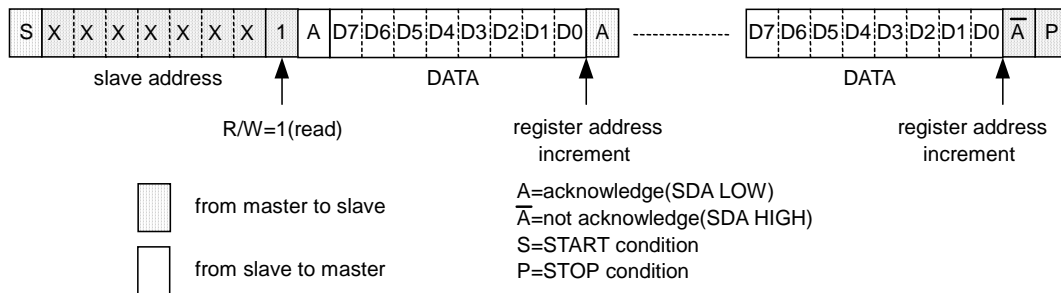 S X X X X X X X 1 A D7 D6 D5 D4 D3 D2 D1 D0 A D7 D6 D5 D4 D3 D2 D1 D0 A̅ P
slave address DATA DATA
R/W=1(read)
register address
increment
register address
increment
from master to slave
from slave to master
A=acknowledge(SDA LOW)
A̅=not acknowledge(SDA HIGH)
S=START condition
P=STOP condition